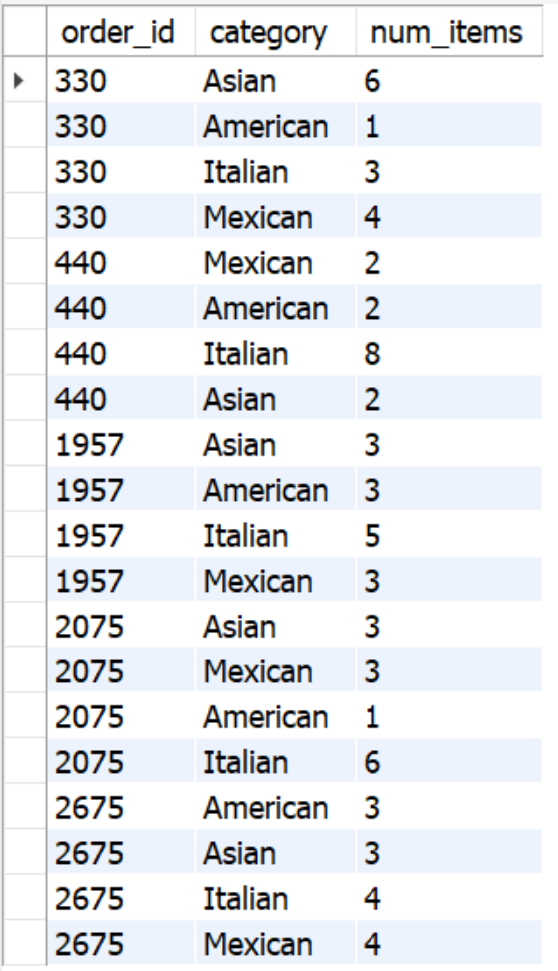 order_id category num_items
330 Asian 6
330 American 1
330 Italian 3
330 Mexican 4
440 Mexican 2
440 American 2
440 Italian 8
440 Asian 2
1957 Asian 3
1957 American 3
1957 Italian 5
1957 Mexican 3
2075 Asian 3
2075 Mexican 3
2075 American 1
2075 Italian 6
2675 American 3
2675 Asian 3
2675 Italian 4
2675 Mexican 4